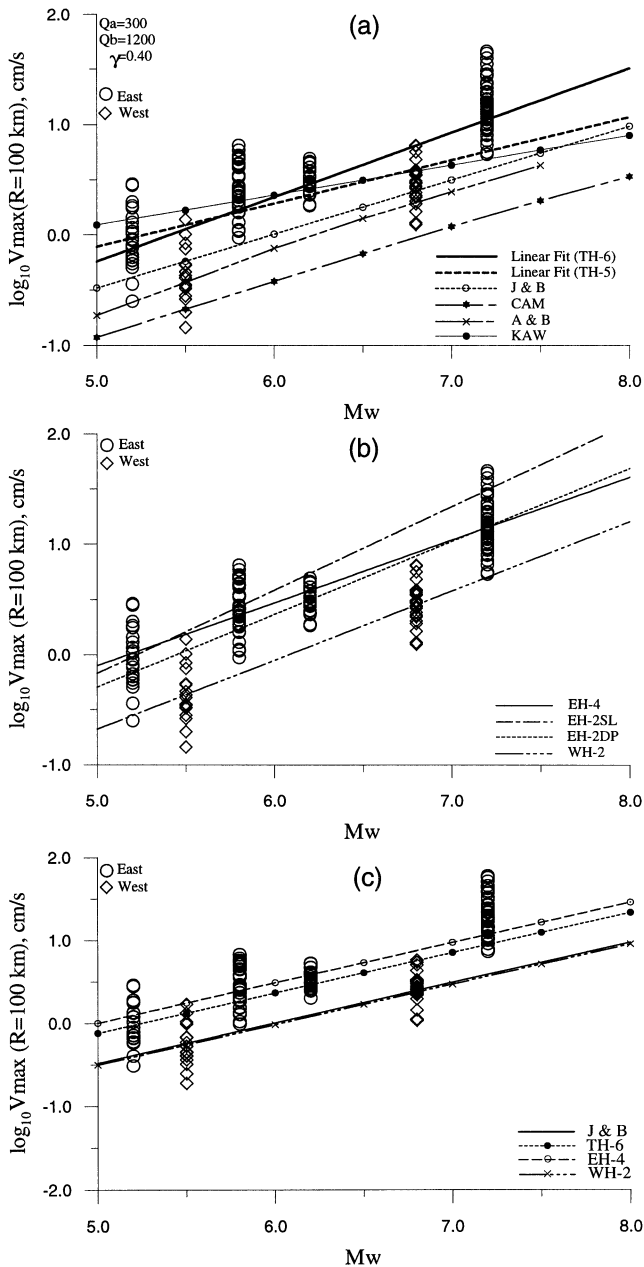 (a)
Qa=300
Qb=1200
γ=0.40
East
West
2.0
1.0
0.0
-1.0
log10 Vmax(R=100 km), cm/s
Linear Fit (TH-6)
Linear Fit (TH-5)
J & B
CAM
A & B
KAW
5.0 6.0 7.0 8.0
Mw
(b)
East
West
2.0
1.0
0.0
-1.0
log10 Vmax (R=100 km), cm/s
EH-4
EH-2SL
EH-2DP
WH-2
5.0 6.0 7.0 8.0
Mw
(c)
East
West
2.0
1.0
0.0
-1.0
-2.0
log10 Vmax (R=100 km), cm/s
J & B
TH-6
EH-4
WH-2
5.0 6.0 7.0 8.0
Mw